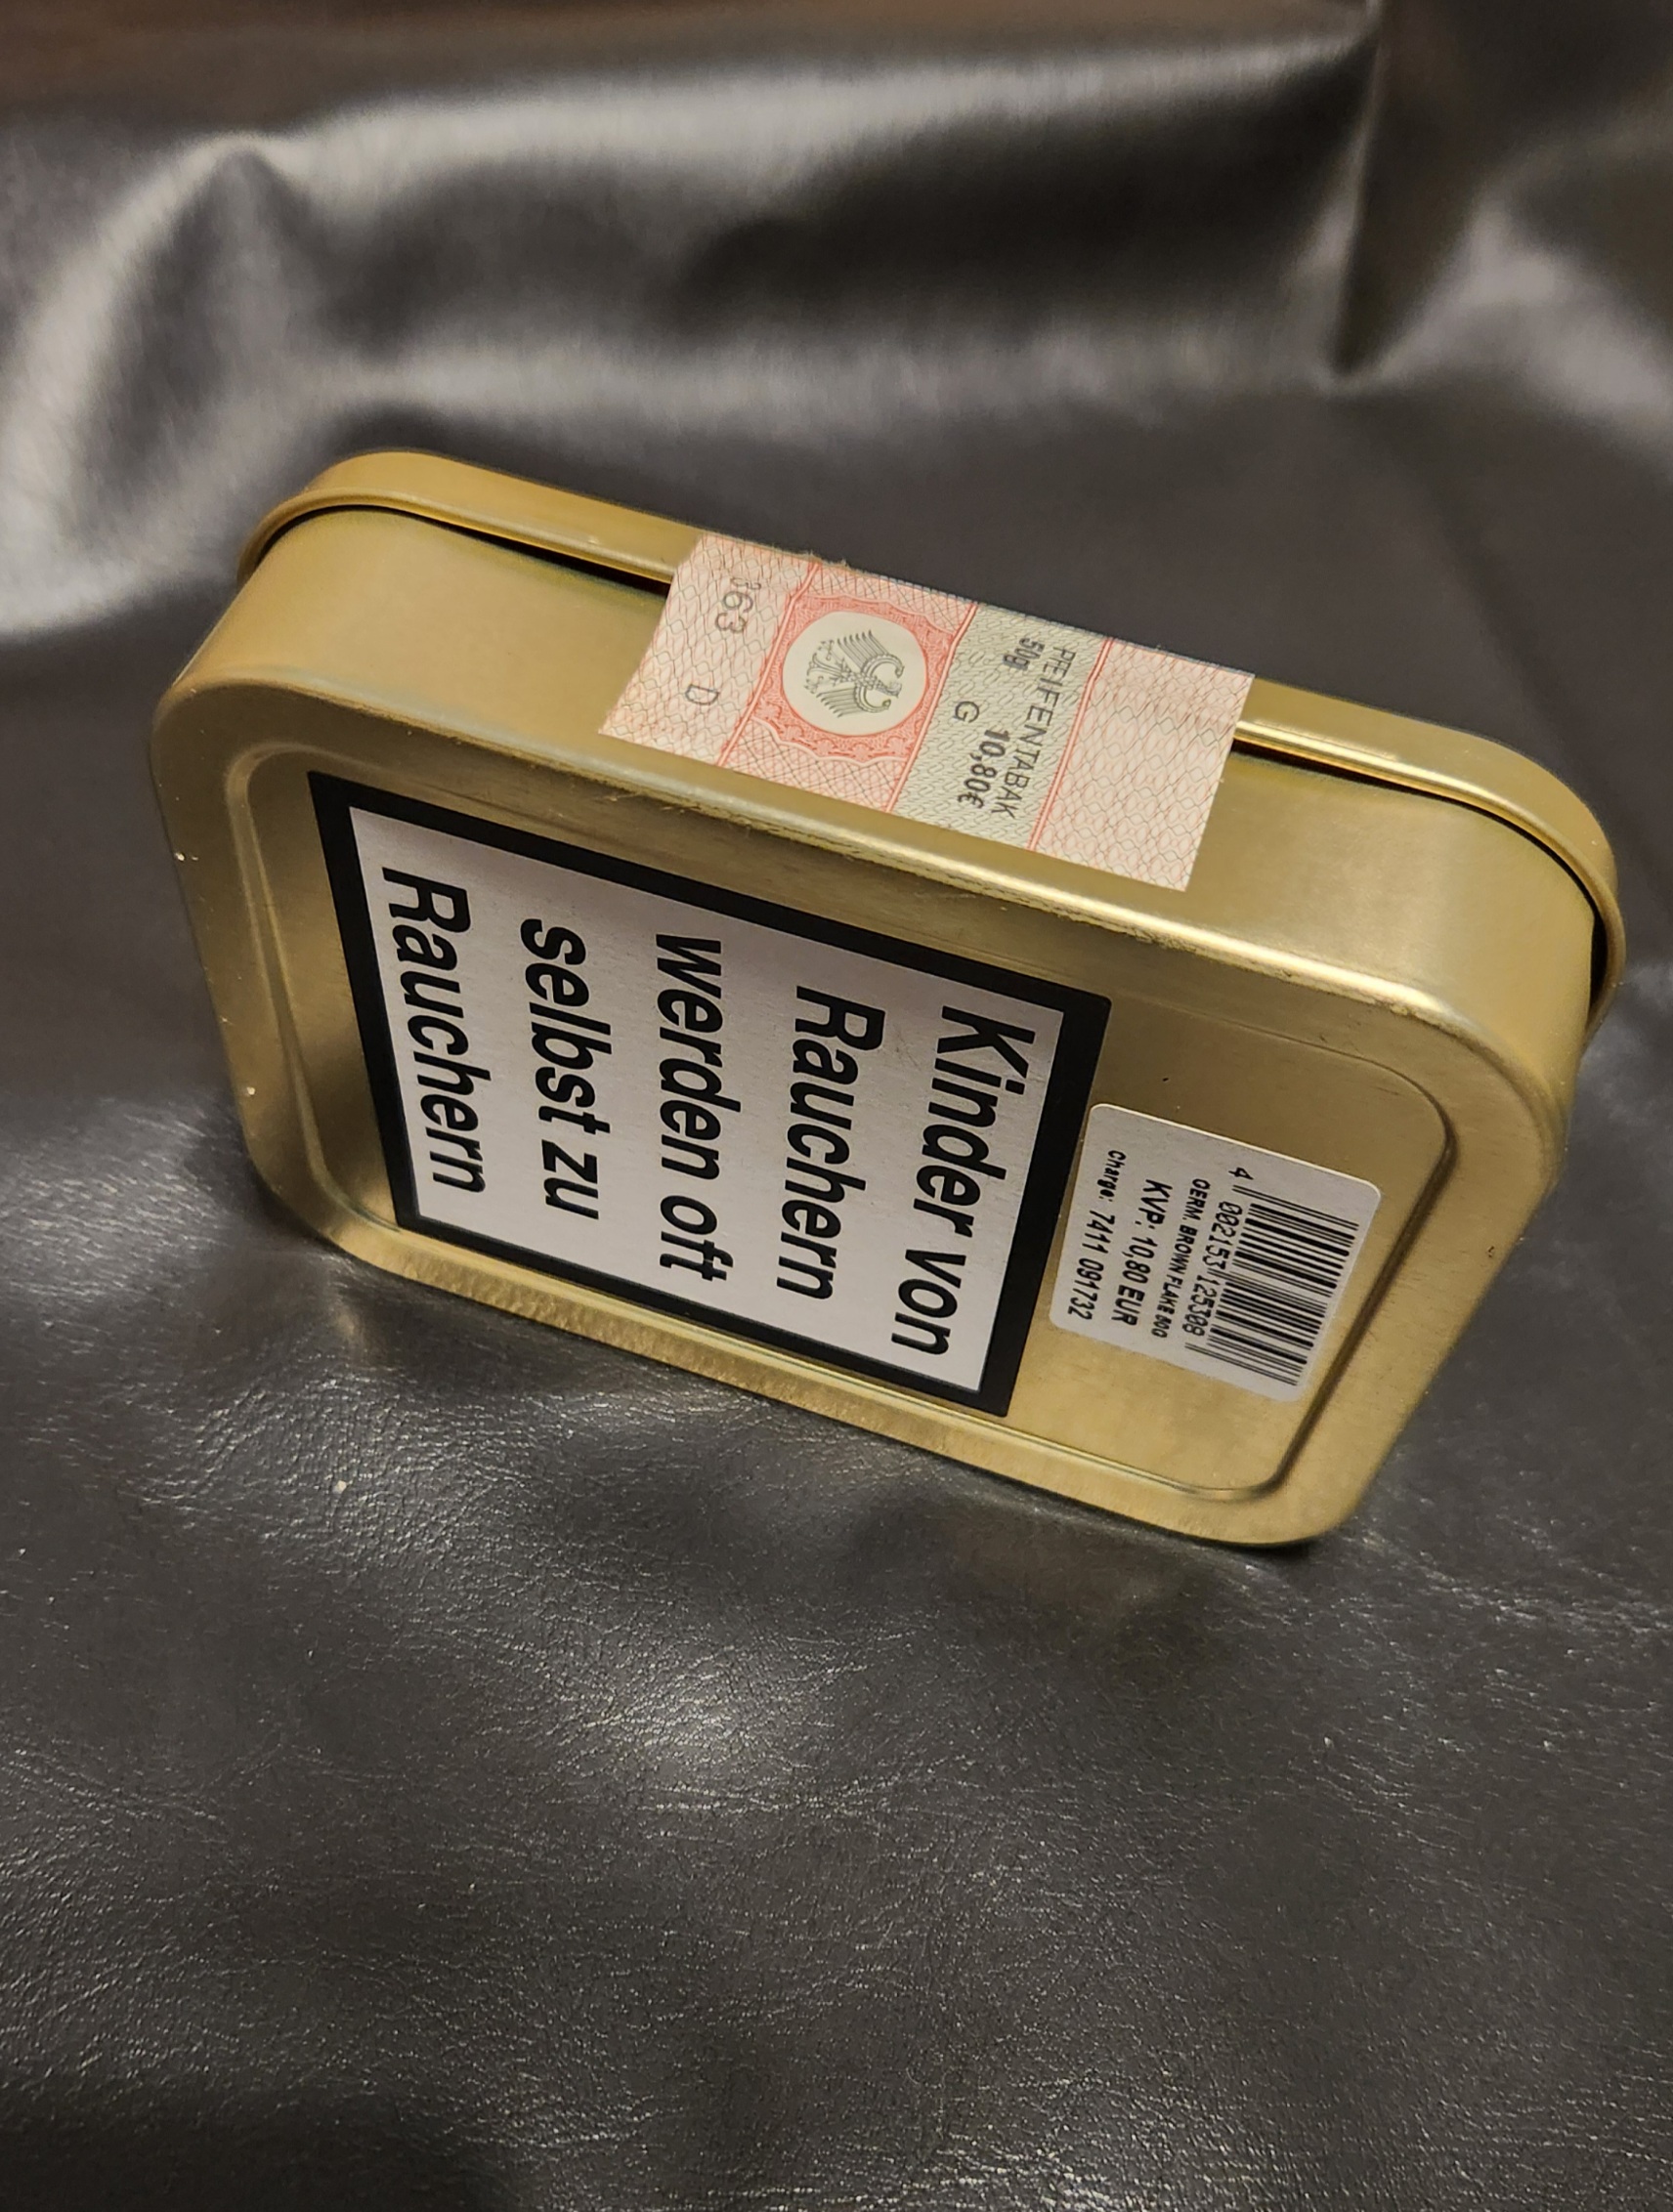 Kinder von
Rauchern
werden oft
selbst zu
Rauchern
4 002153 125308
GERM. BROWN FLAKE 50G
KVP: 10,80 EUR
Charge: 7411 091732
PFEIFENTABAK
50g 10,80€
G
363
D